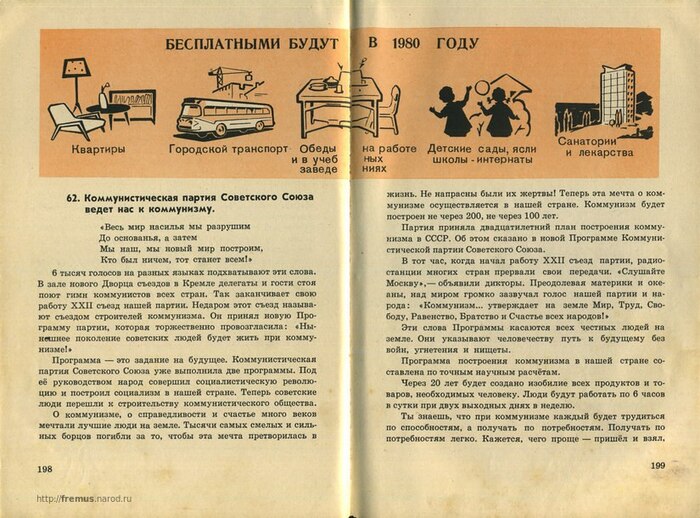 БЕСПЛАТНЫМИ БУДУТ В 1980 ГОДУ
Квартиры
Городской транспорт
Обеды на работе
и в учеб ных
заведе ниях
Детские сады, ясли
школы-интернаты
Санатории
и лекарства
62. Коммунистическая партия Советского Союза
ведет нас к коммунизму.
«Весь мир насилья мы разрушим
До основанья, а затем
Мы наш, мы новый мир построим,
Кто был ничем, тот станет всем!»
6 тысяч голосов на разных языках подхватывают эти слова.
В зале нового Дворца съездов в Кремле делегаты и гости стоя
поют гимн коммунистов всех стран. Так заканчивает свою
работу XXII съезд нашей партии. Недаром этот съезд называ-
ют съездом строителей коммунизма. Он принял новую Про-
грамму партии, которая торжественно провозгласила: «Ны-
нешнее поколение советских людей будет жить при комму-
низме!»
Программа — это задание на будущее. Коммунистическая
партия Советского Союза уже выполнила две программы. Под
её руководством народ совершил социалистическую револю-
цию и построил социализм в нашей стране. Теперь советские
люди перешли к строительству коммунистического общества.
О коммунизме, о справедливости и счастье много веков
мечтали лучшие люди на земле. Тысячи самых смелых и силь-
ных борцов погибли за то, чтобы эта мечта претворилась в
198
жизнь. Не напрасны были их жертвы! Теперь эта мечта о ком-
мунизме осуществляется в нашей стране. Коммунизм будет
построен не через 200, не через 100 лет.
Партия приняла двадцатилетний план построения комму-
низма в СССР. Об этом сказано в новой Программе Коммуни-
стической партии Советского Союза.
В тот час, когда начал работу XXII съезд партии, радио-
станции многих стран прервали свои передачи. «Слушайте
Москву»,— объявили дикторы. Преодолевая материки и океа-
ны, над миром громко зазвучал голос нашей партии и на-
рода: «Коммунизм... утверждает на земле Мир, Труд, Сво-
боду, Равенство, Братство и Счастье всех народов!»
Эти слова Программы касаются всех честных людей на
земле. Они указывают человечеству путь к будущему без
войн, угнетения и нищеты.
Программа построения коммунизма в нашей стране со-
ставлена по точным научным расчётам.
Через 20 лет будет создано изобилие всех продуктов и то-
варов, необходимых человеку. Люди будут работать по 6 часов
в сутки при двух выходных днях в неделю.
Ты знаешь, что при коммунизме каждый будет трудиться
по способностям, а получать по потребностям. Получать по
потребностям легко. Кажется, чего проще — пришёл и взял,
199
http://fremus.narod.ru